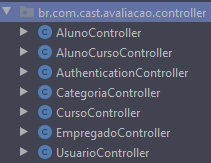 br.com.cast.avaliacao.controller
C AlunoController
C AlunoCursoController
C AuthenticationController
C CategoriaController
C CursoController
C EmpregadoController
C UsuarioController